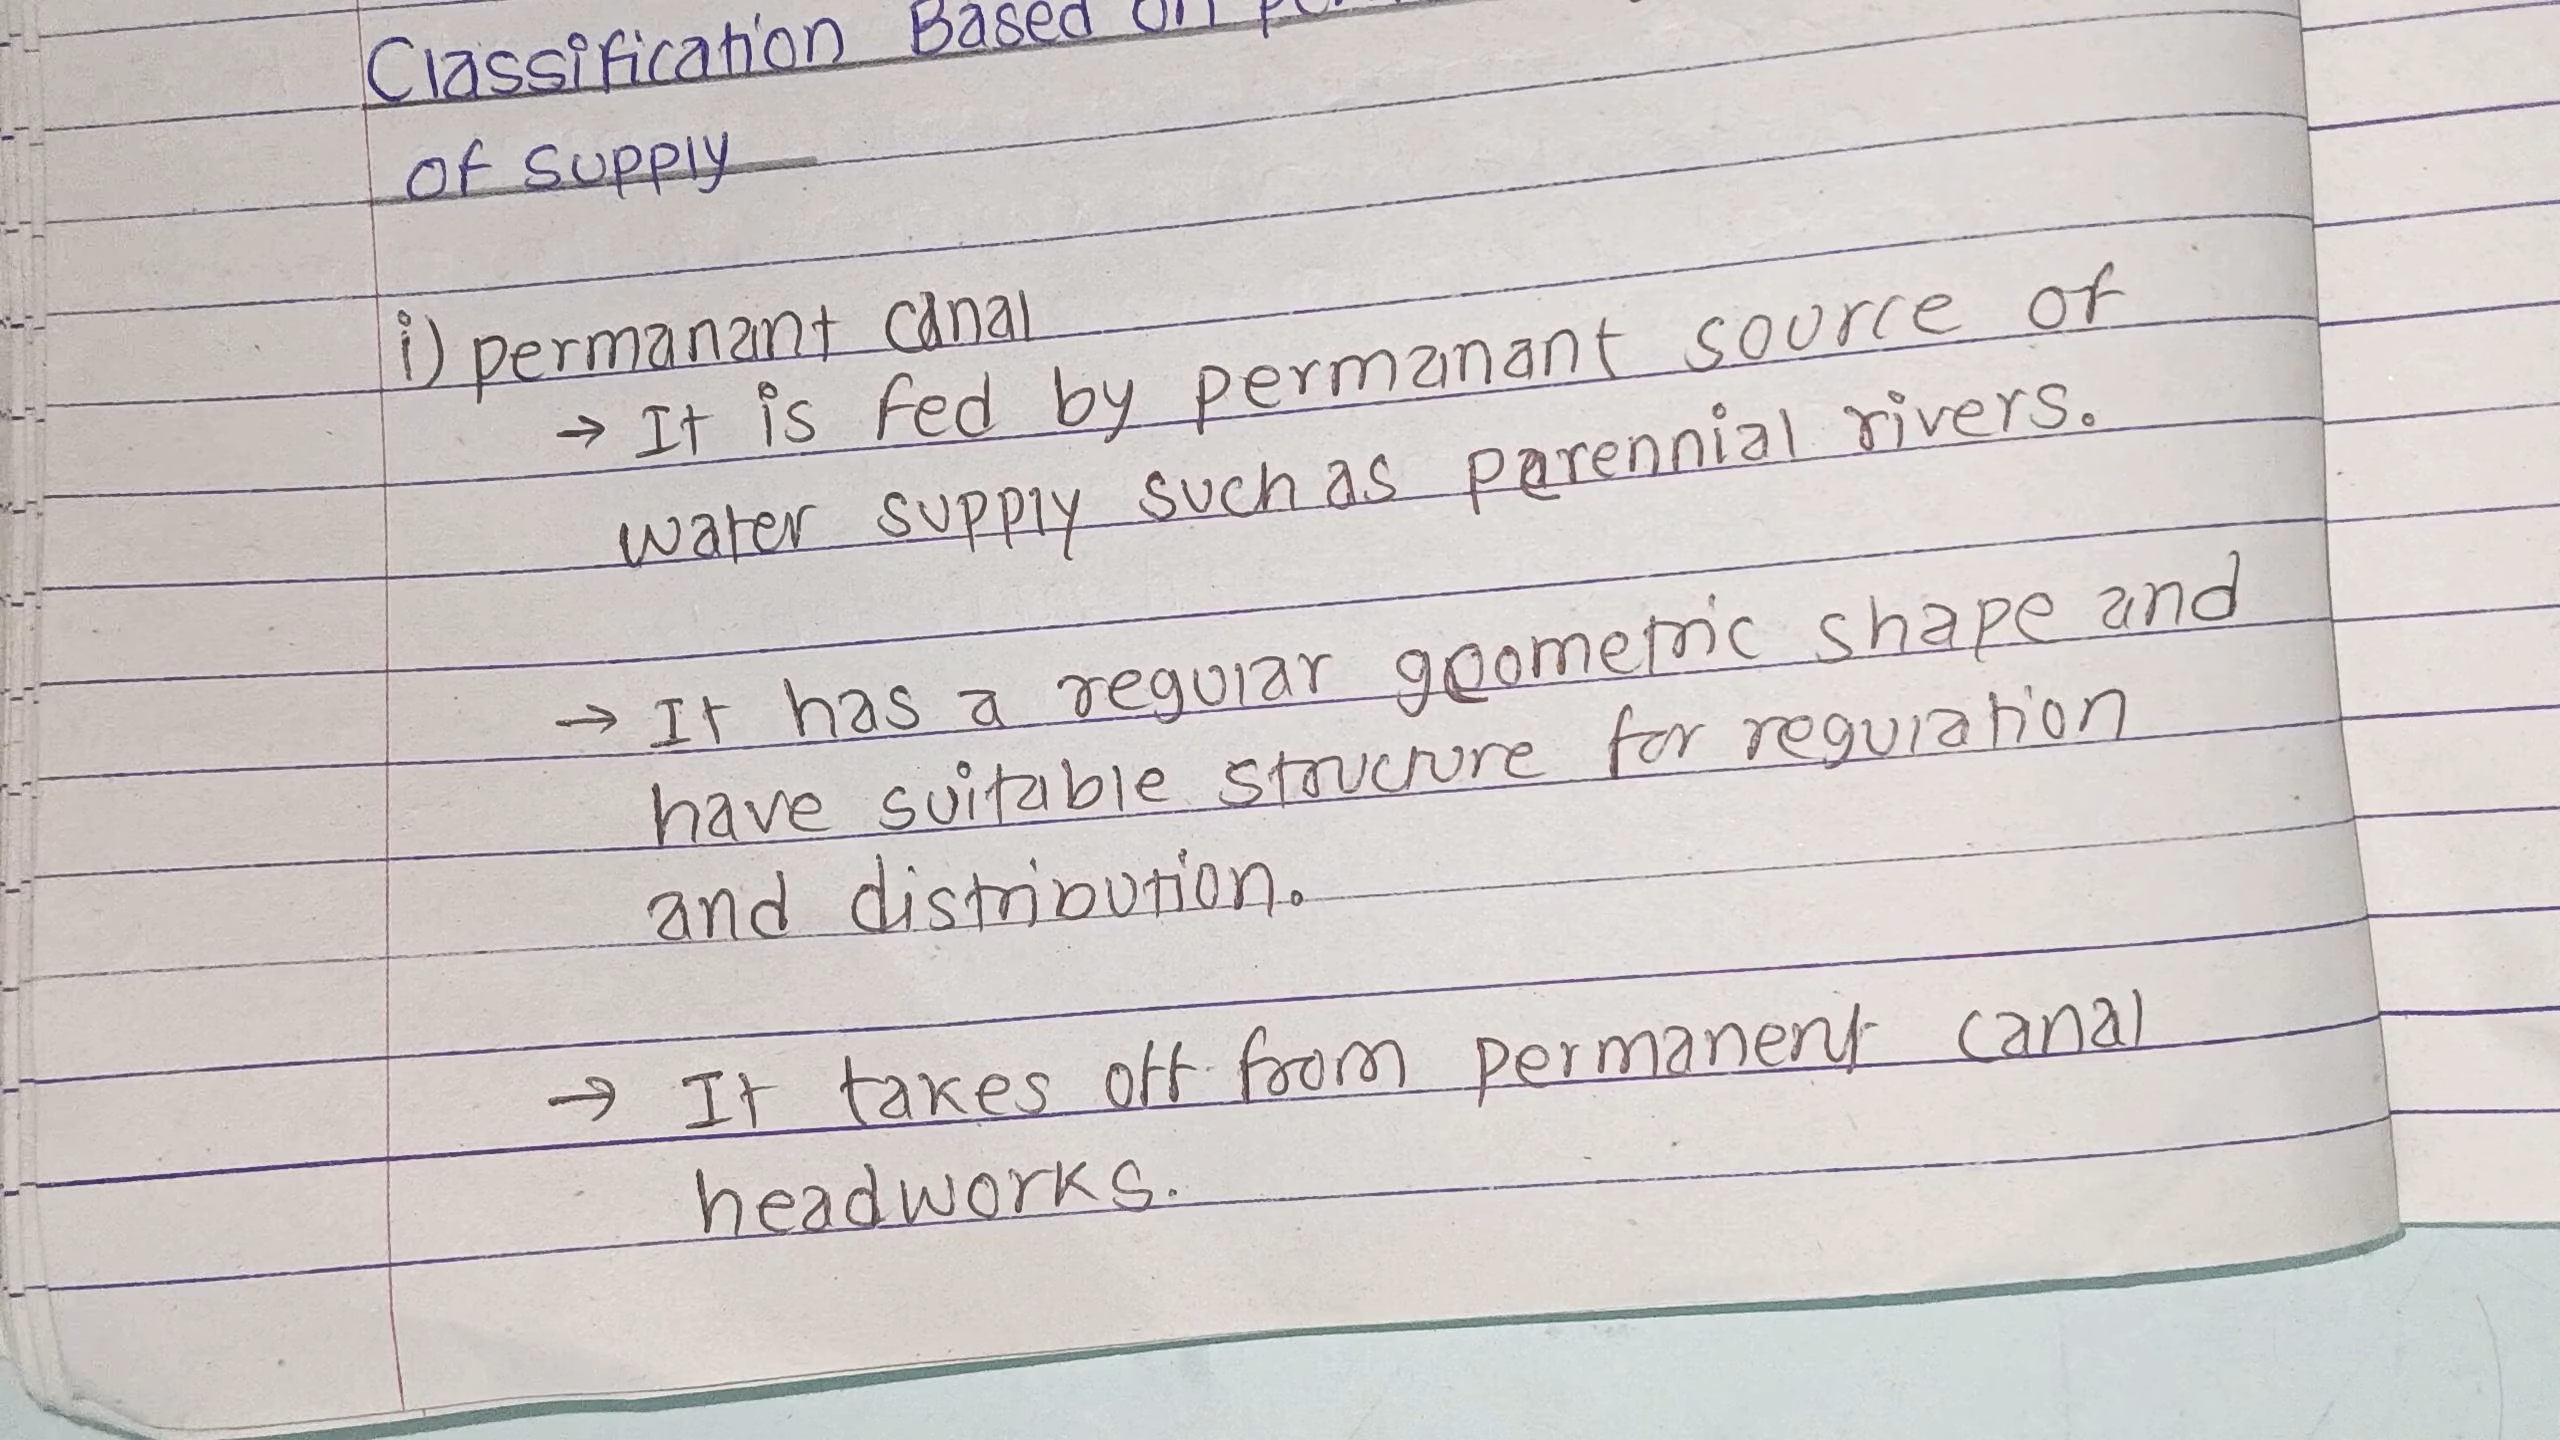 Classification Based on
of supply
i) permanant canal
→ It is fed by permanant source of
water supply such as parennial rivers.
→ It has a regular geometric shape and
have suitable structure for regulation
and distribution.
→ It takes off from permanent canal
headworks.